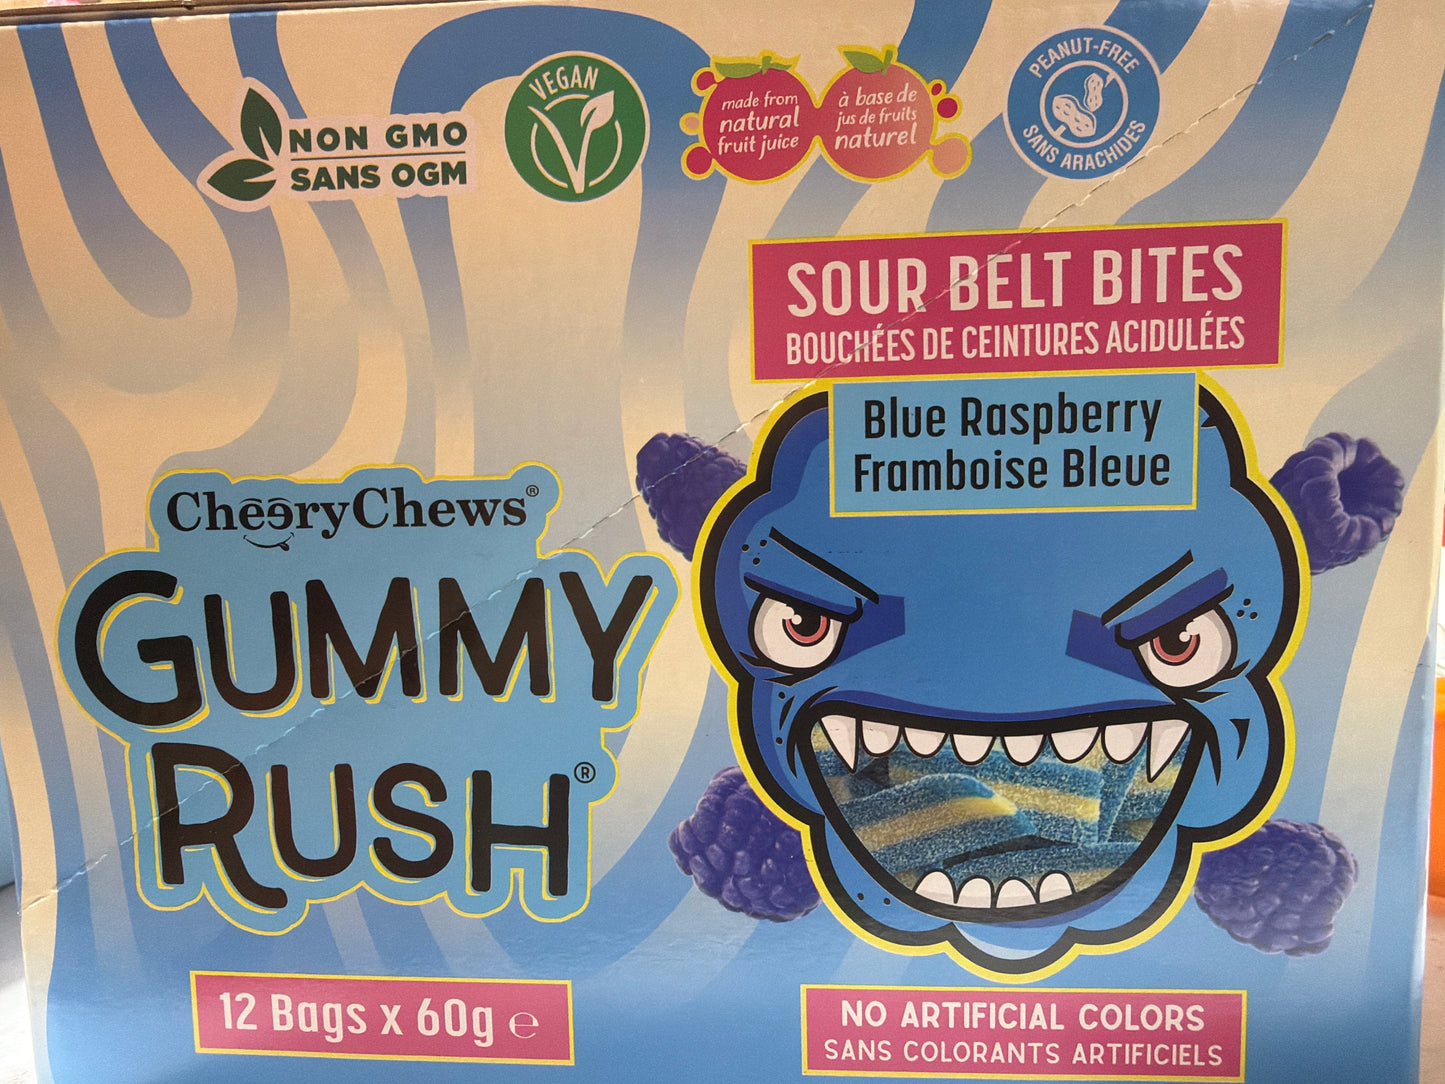 NON GMO
SANS OGM
VEGAN
made from
natural
fruit juice
à base de
jus de fruits
naturel
PEANUT-FREE
SANS ARACHIDES
SOUR BELT BITES
BOUCHÉES DE CEINTURES ACIDULÉES
Blue Raspberry
Framboise Bleue
CheeryChews®
GUMMY
RUSH®
12 Bags x 60g ℮
NO ARTIFICIAL COLORS
SANS COLORANTS ARTIFICIELS